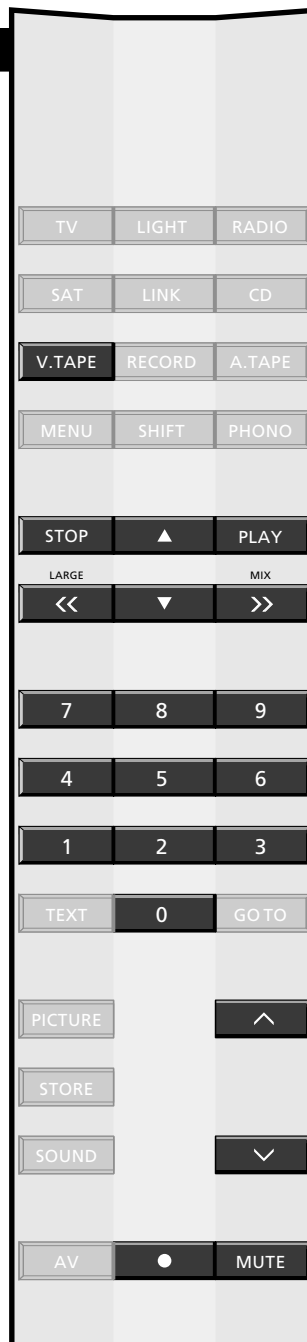 TV LIGHT RADIO
SAT LINK CD
V.TAPE RECORD A.TAPE
MENU SHIFT PHONO
STOP ▲ PLAY
LARGE MIX
<< ▼ >>
7 8 9
4 5 6
1 2 3
TEXT 0 GO TO
PICTURE
STORE
SOUND
AV ● MUTE